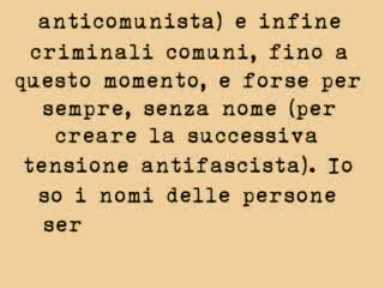 anticomunista) e infine
criminali comuni, fino a
questo momento, e forse per
sempre, senza nome (per
creare la successiva
tensione antifascista). Io
so i nomi delle persone
ser